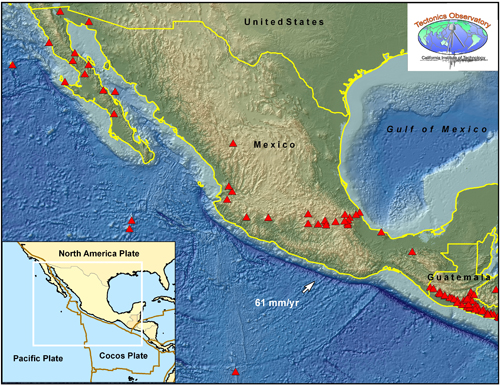 Tectonics Observatory
California Institute of Technology
United States
Gulf of Mexico
Mexico
Guatemala
61 mm/yr
North America Plate
Pacific Plate
Cocos Plate